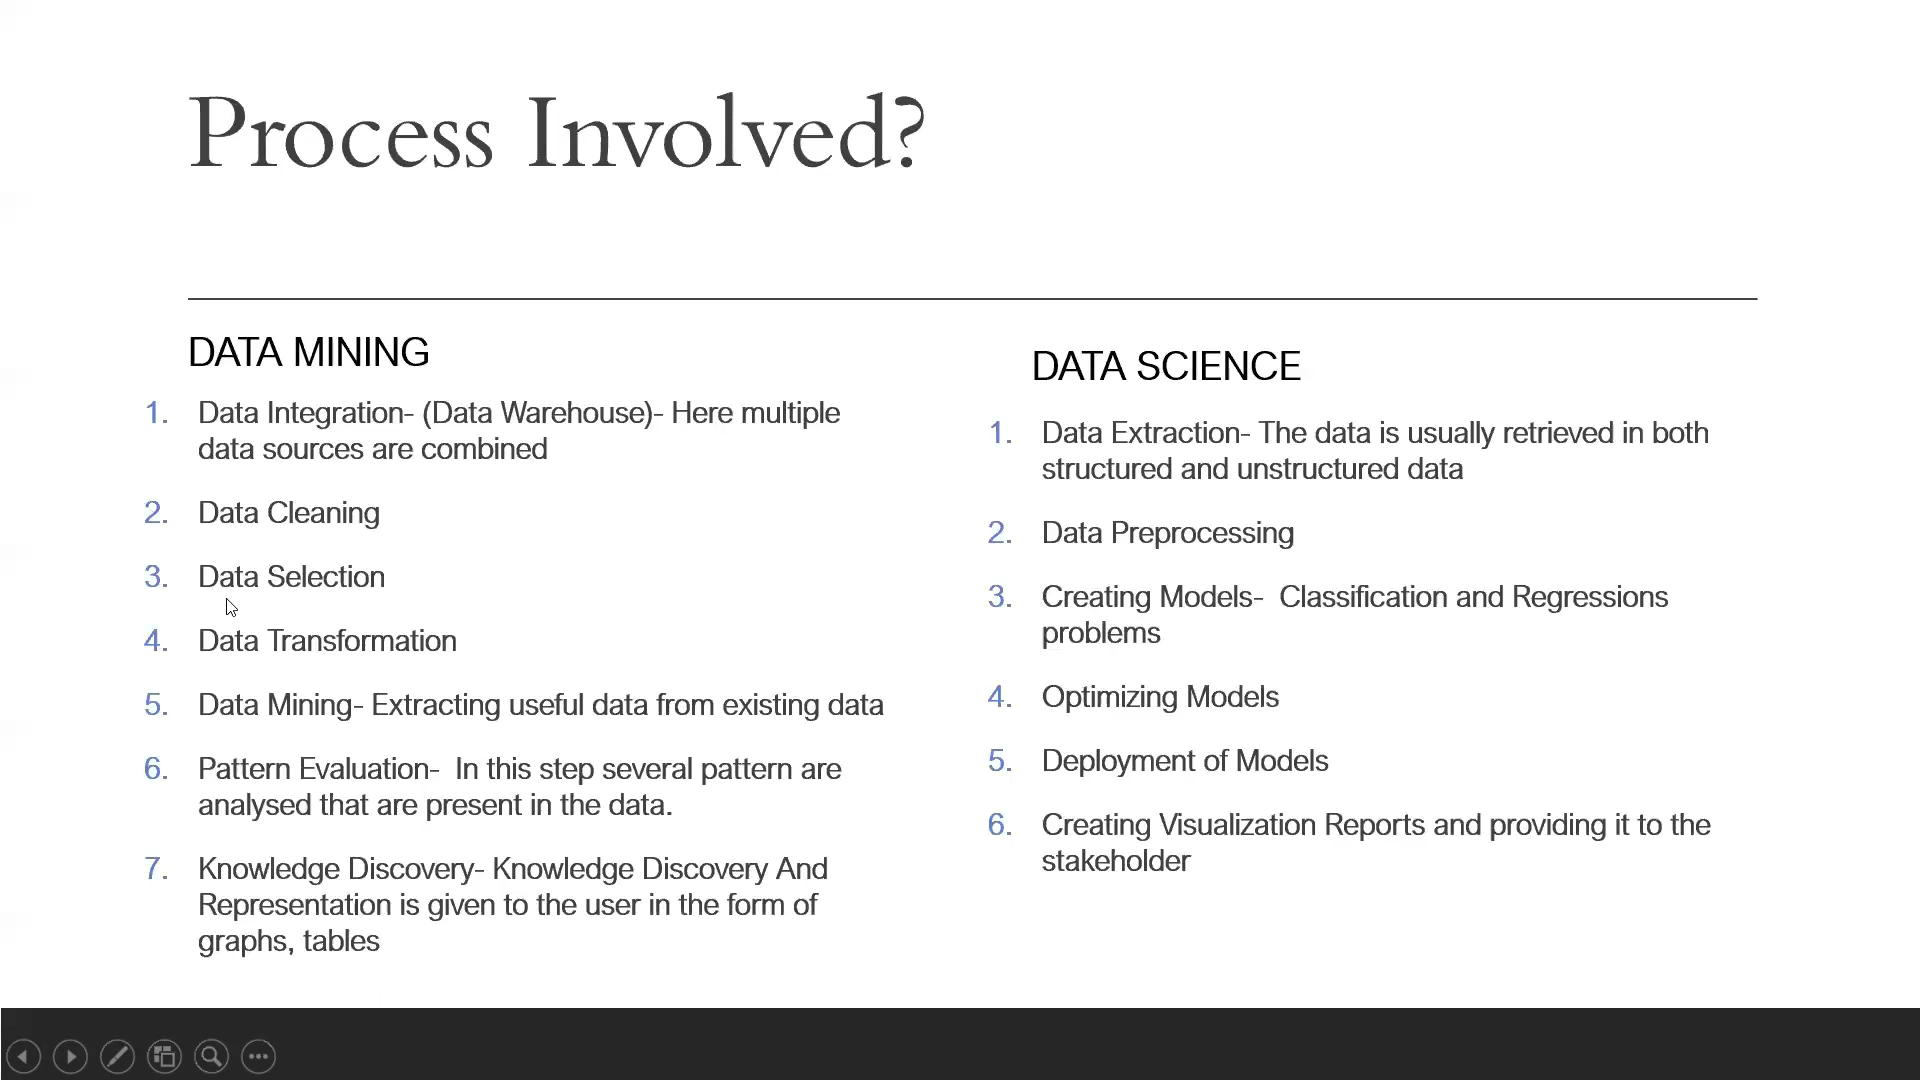 Process Involved?
DATA MINING
1. Data Integration- (Data Warehouse)- Here multiple
data sources are combined
2. Data Cleaning
3. Data Selection
4. Data Transformation
5. Data Mining- Extracting useful data from existing data
6. Pattern Evaluation-  In this step several pattern are
analysed that are present in the data.
7. Knowledge Discovery- Knowledge Discovery And
Representation is given to the user in the form of
graphs, tables
DATA SCIENCE
1. Data Extraction- The data is usually retrieved in both
structured and unstructured data
2. Data Preprocessing
3. Creating Models-  Classification and Regressions
problems
4. Optimizing Models
5. Deployment of Models
6. Creating Visualization Reports and providing it to the
stakeholder